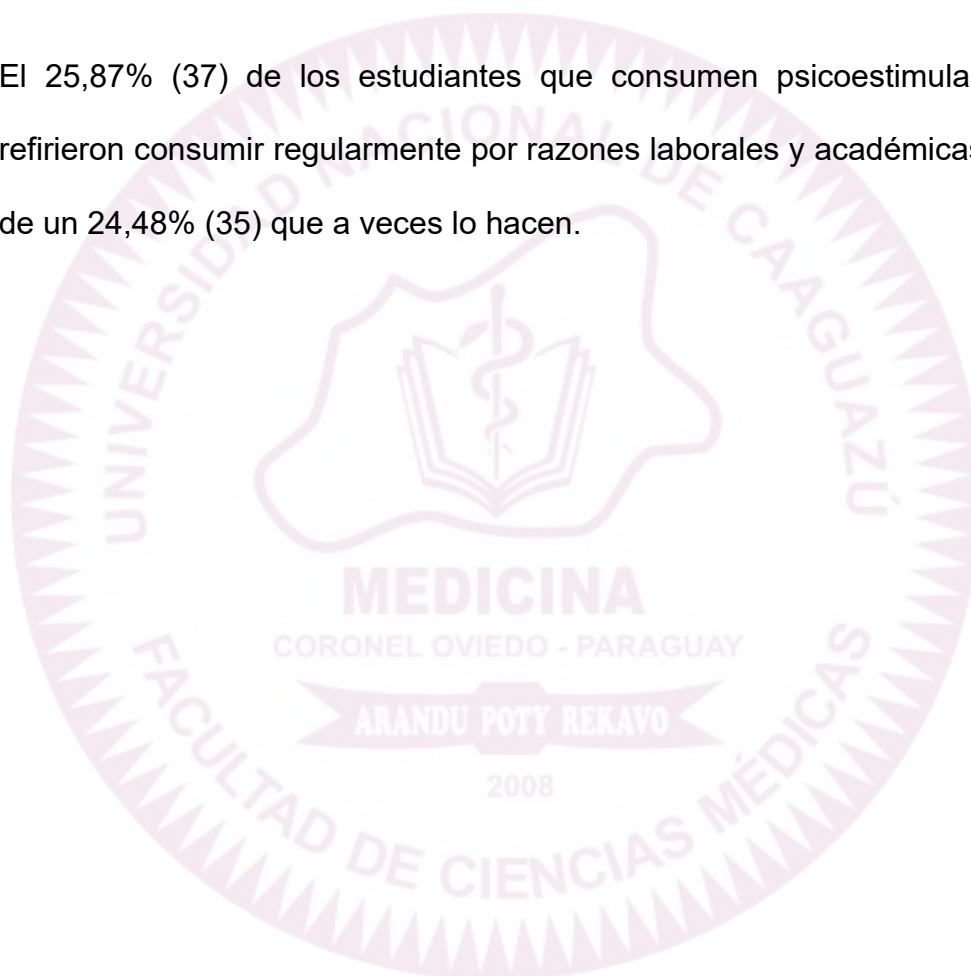 El 25,87% (37) de los estudiantes que consumen psicoestimula
refirieron consumir regularmente por razones laborales y académicas
de un 24,48% (35) que a veces lo hacen.
UNIVERSIDAD NACIONAL DE CAAGUAZÚ
MEDICINA
CORONEL OVIEDO - PARAGUAY
ARANDU POTY REKAVO
2008
FACULTAD DE CIENCIAS MÉDICAS